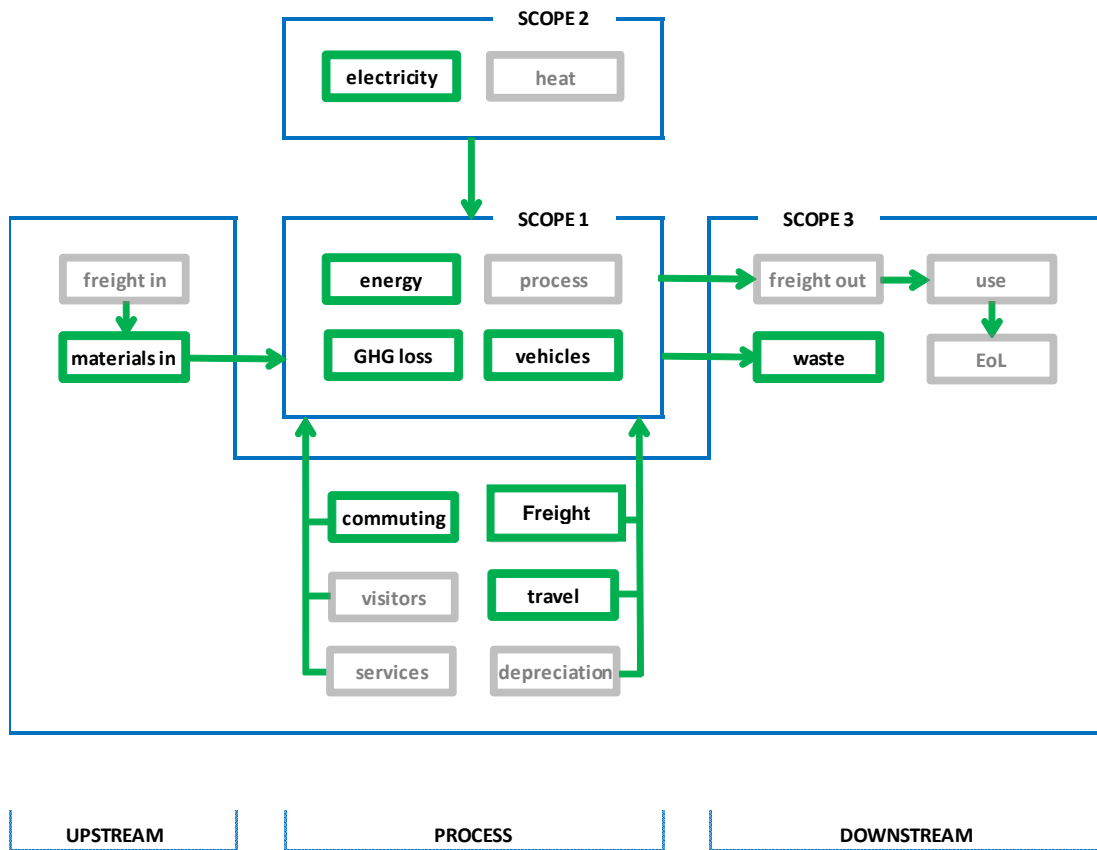 SCOPE 2
electricity
heat
SCOPE 1
SCOPE 3
freight in
energy
process
freight out
use
materials in
GHG loss
vehicles
waste
EoL
commuting
Freight
visitors
travel
services
depreciation
UPSTREAM
PROCESS
DOWNSTREAM